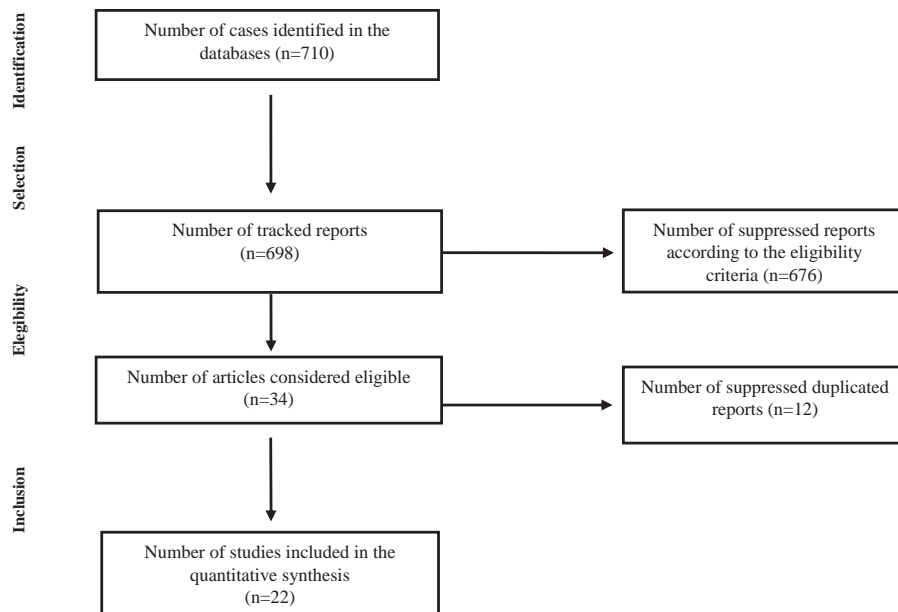 Identification
Number of cases identified in the
databases (n=710)
Selection
Number of tracked reports
(n=698)
Number of suppressed reports
according to the eligibility
criteria (n=676)
Elegibility
Number of articles considered eligible
(n=34)
Number of suppressed duplicated
reports (n=12)
Inclusion
Number of studies included in the
quantitative synthesis
(n=22)